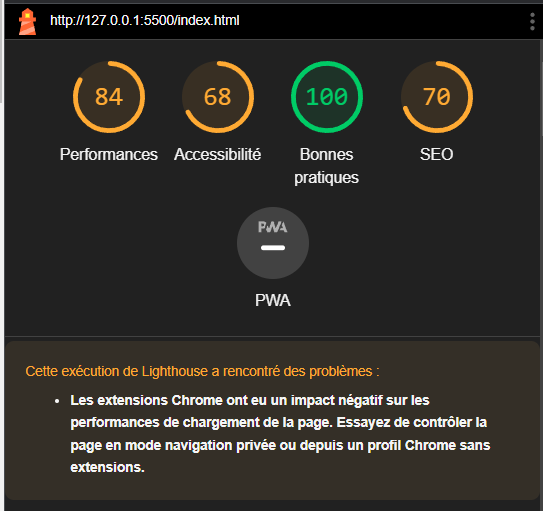 http://127.0.0.1:5500/index.html
84 68 100 70
Performances Accessibilité Bonnes pratiques SEO
PWA
PWA
Cette exécution de Lighthouse a rencontré des problèmes :
• Les extensions Chrome ont eu un impact négatif sur les
performances de chargement de la page. Essayez de contrôler la
page en mode navigation privée ou depuis un profil Chrome sans
extensions.